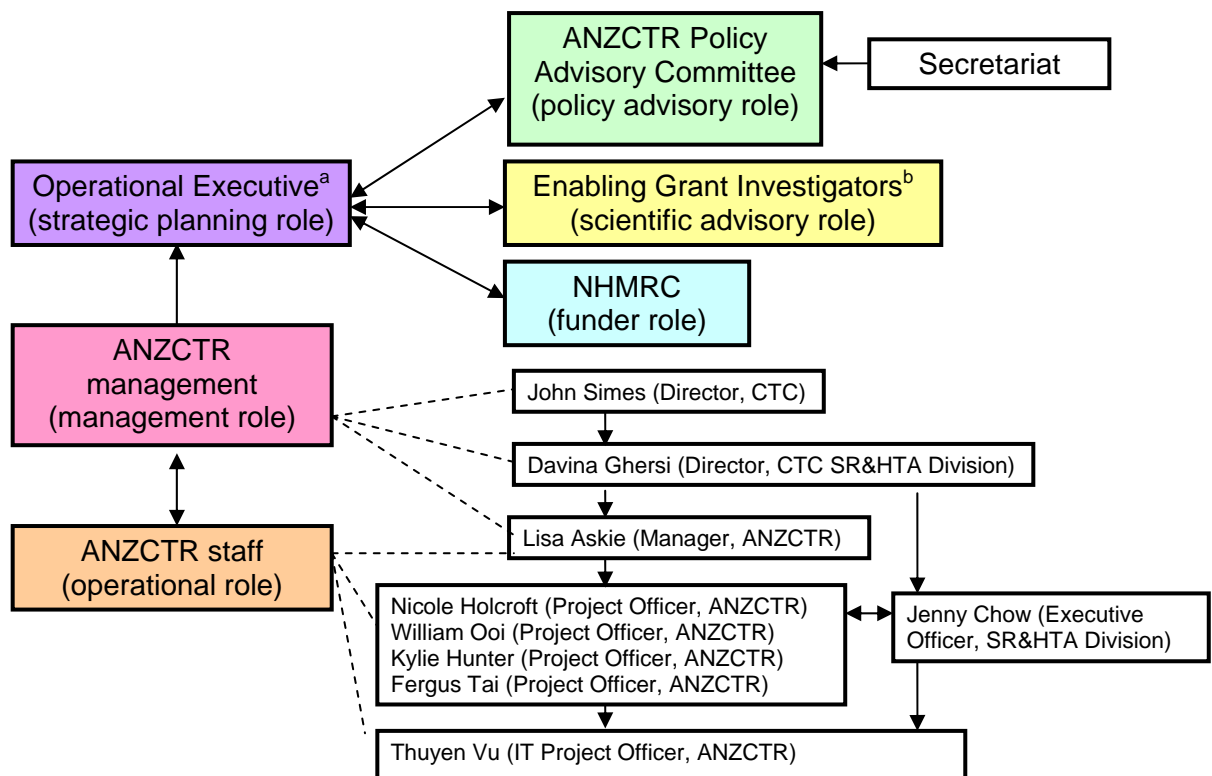 ANZCTR Policy
Advisory Committee
(policy advisory role)
Secretariat
Operational Executiveᵃ
(strategic planning role)
Enabling Grant Investigatorsᵇ
(scientific advisory role)
NHMRC
(funder role)
ANZCTR
management
(management role)
John Simes (Director, CTC)
Davina Ghersi (Director, CTC SR&HTA Division)
Lisa Askie (Manager, ANZCTR)
ANZCTR staff
(operational role)
Nicole Holcroft (Project Officer, ANZCTR)
William Ooi (Project Officer, ANZCTR)
Kylie Hunter (Project Officer, ANZCTR)
Fergus Tai (Project Officer, ANZCTR)
Jenny Chow (Executive
Officer, SR&HTA Division)
Thuyen Vu (IT Project Officer, ANZCTR)